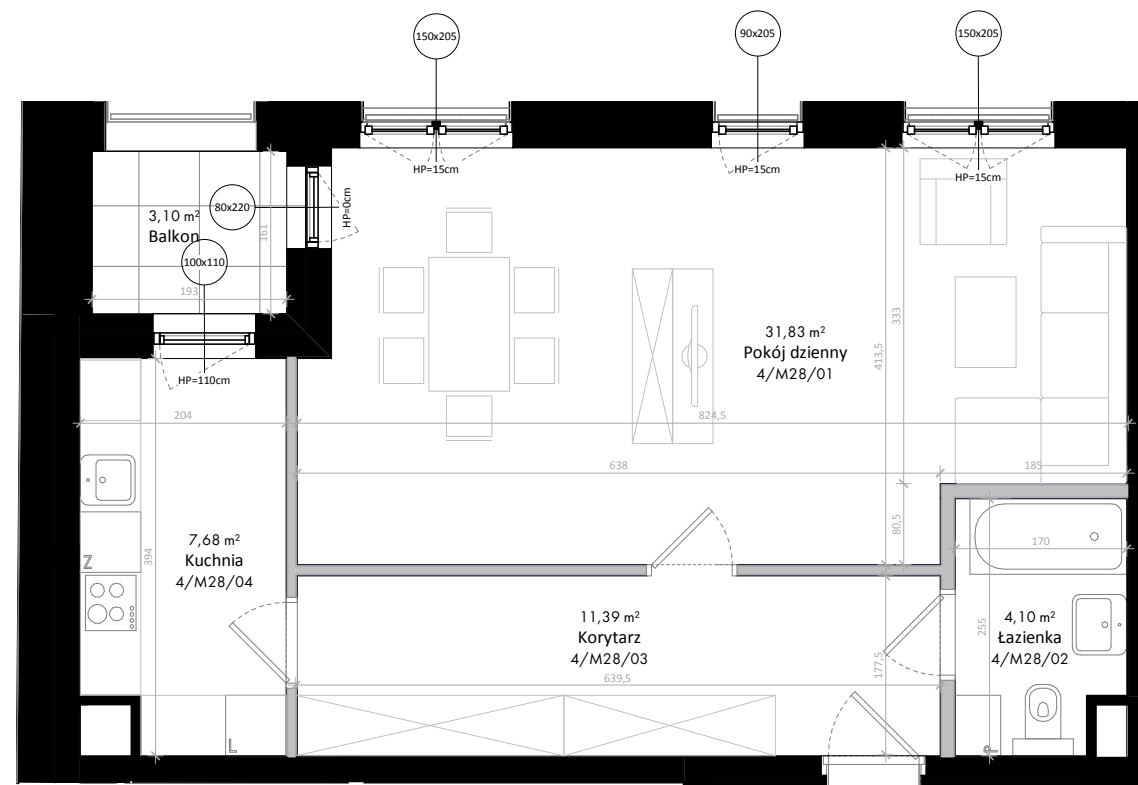 150x205
90x205
150x205
HP=15cm
HP=15cm
HP=15cm
80x220
HP=0cm
3,10 m²
Balkon
161
100x110
193
HP=110cm
31,83 m²
Pokój dzienny
4/M28/01
333
413,5
204
824,5
638
185
80,5
170
7,68 m²
Kuchnia
4/M28/04
394
Z
11,39 m²
Korytarz
4/M28/03
639,5
177,5
255
4,10 m²
Łazienka
4/M28/02
L
P